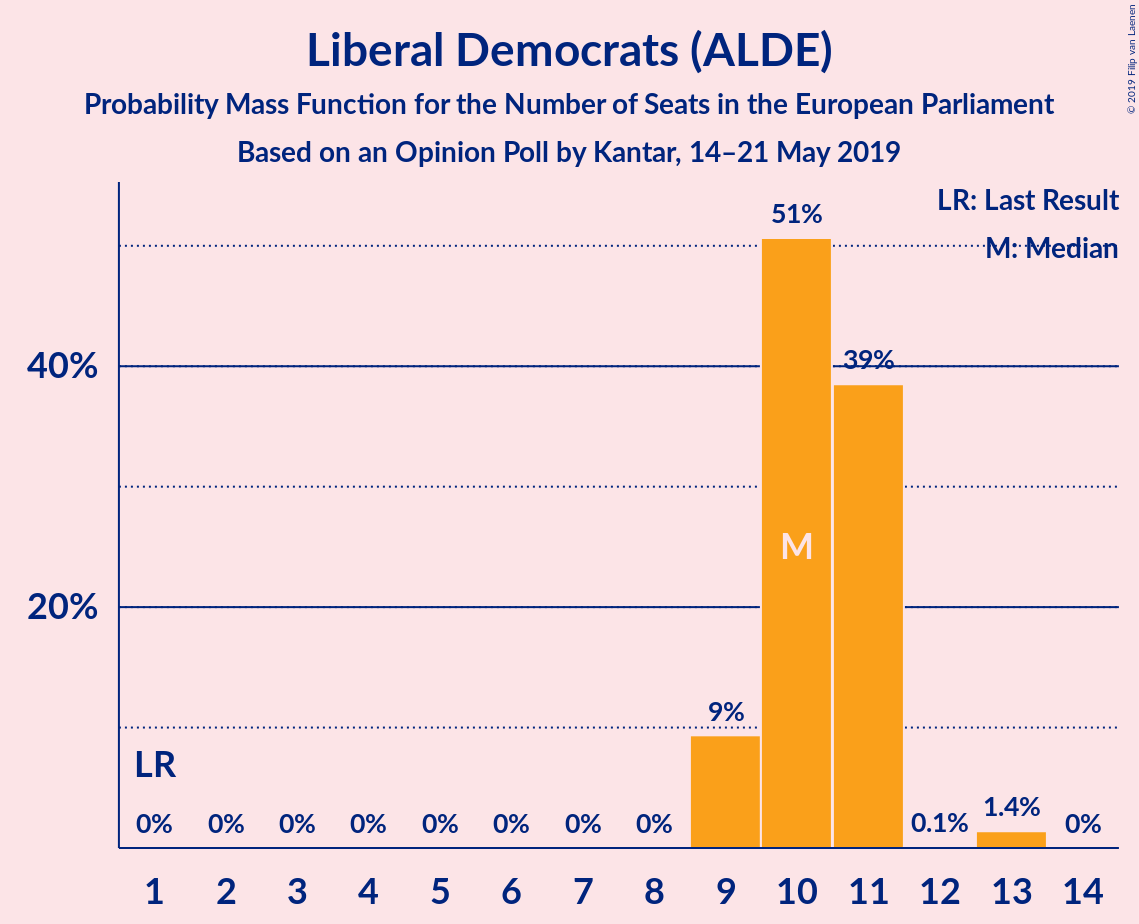 Liberal Democrats (ALDE)
Probability Mass Function for the Number of Seats in the European Parliament
Based on an Opinion Poll by Kantar, 14–21 May 2019
© 2019 Filip van Laenen
LR: Last Result
M: Median
51%
40%
39%
M
20%
9%
LR
0% 0% 0% 0% 0% 0% 0% 0% 0.1% 1.4% 0%
1 2 3 4 5 6 7 8 9 10 11 12 13 14